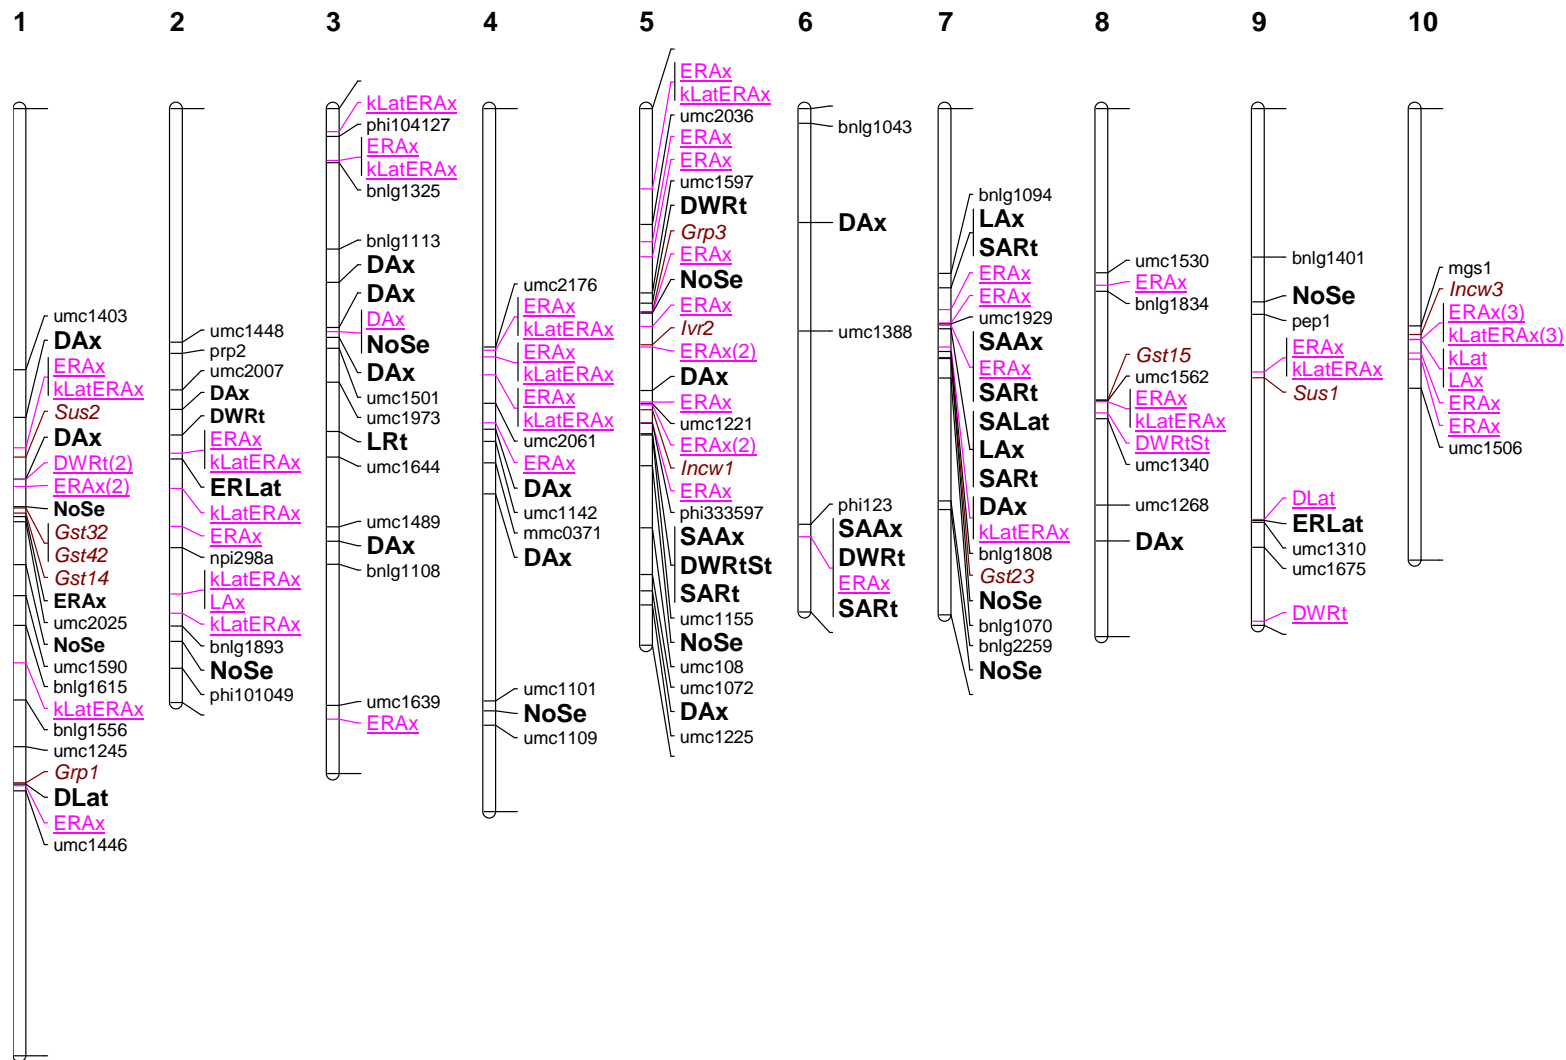 1 2 3 4 5 6 7 8 9 10
umc1403
DAx
ERAx
kLatERAx
Sus2
DAx
DWRt(2)
ERAx(2)
NoSe
Gst32
Gst42
Gst14
ERAx
umc2025
NoSe
umc1590
bnlg1615
kLatERAx
bnlg1556
umc1245
Grp1
DLat
ERAx
umc1446
umc1448
prp2
umc2007
DAx
DWRt
ERAx
kLatERAx
ERLat
kLatERAx
ERAx
npi298a
kLatERAx
LAx
kLatERAx
bnlg1893
NoSe
phi101049
kLatERAx
phi104127
ERAx
kLatERAx
bnlg1325
bnlg1113
DAx
DAx
DAx
NoSe
DAx
umc1501
umc1973
LRt
umc1644
umc1489
DAx
bnlg1108
umc1639
ERAx
umc2176
ERAx
kLatERAx
ERAx
kLatERAx
ERAx
kLatERAx
umc2061
ERAx
DAx
umc1142
mmc0371
DAx
umc1101
NoSe
umc1109
ERAx
kLatERAx
umc2036
ERAx
ERAx
umc1597
DWRt
Grp3
ERAx
NoSe
ERAx
Ivr2
ERAx(2)
DAx
ERAx
umc1221
ERAx(2)
Incw1
ERAx
phi333597
SAAx
DWRtSt
SARt
umc1155
NoSe
umc108
umc1072
DAx
umc1225
bnlg1043
DAx
umc1388
phi123
SAAx
DWRt
ERAx
SARt
bnlg1094
LAx
SARt
ERAx
ERAx
umc1929
SAAx
ERAx
SARt
SALat
LAx
SARt
DAx
kLatERAx
bnlg1808
Gst23
NoSe
bnlg1070
bnlg2259
NoSe
umc1530
ERAx
bnlg1834
Gst15
umc1562
ERAx
kLatERAx
DWRtSt
umc1340
umc1268
DAx
bnlg1401
NoSe
pep1
ERAx
kLatERAx
Sus1
DLat
ERLat
umc1310
umc1675
DWRt
mgs1
Incw3
ERAx(3)
kLatERAx(3)
kLat
LAx
ERAx
ERAx
umc1506